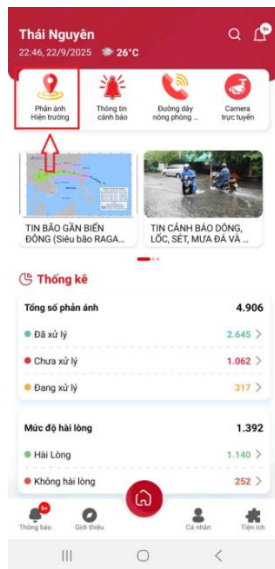 Thái Nguyên
22:46, 22/9/2025 26°C
Phản ánh
Hiện trường
Thông tin
cảnh báo
Đường dây
nóng phòng ...
Camera
trực tuyến
TIN BÃO GẦN BIỂN
ĐÔNG (Siêu bão RAGA...
TIN CẢNH BÁO DÔNG,
LỐC, SÉT, MƯA ĐÁ VÀ ...
Thống kê
Tổng số phản ánh 4.906
Đã xử lý 2.645
Chưa xử lý 1.062
Đang xử lý 317
Mức độ hài lòng 1.392
Hài Lòng 1.140
Không hài lòng 252
Thông báo
Giới thiệu
Cá nhân
Tiện ích